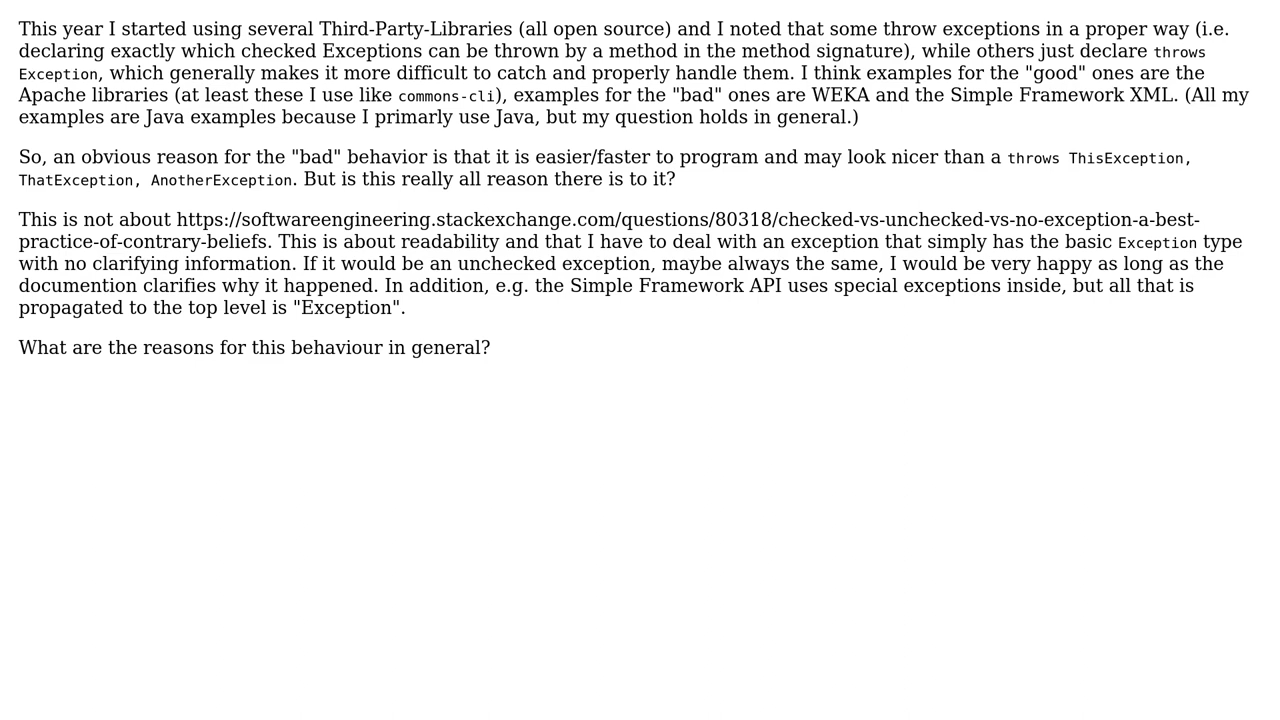 This year I started using several Third-Party-Libraries (all open source) and I noted that some throw exceptions in a proper way (i.e.
declaring exactly which checked Exceptions can be thrown by a method in the method signature), while others just declare throws
Exception, which generally makes it more difficult to catch and properly handle them. I think examples for the "good" ones are the
Apache libraries (at least these I use like commons-cli), examples for the "bad" ones are WEKA and the Simple Framework XML. (All my
examples are Java examples because I primarly use Java, but my question holds in general.)
So, an obvious reason for the "bad" behavior is that it is easier/faster to program and may look nicer than a throws ThisException,
ThatException, AnotherException. But is this really all reason there is to it?
This is not about https://softwareengineering.stackexchange.com/questions/80318/checked-vs-unchecked-vs-no-exception-a-best-
practice-of-contrary-beliefs. This is about readability and that I have to deal with an exception that simply has the basic Exception type
with no clarifying information. If it would be an unchecked exception, maybe always the same, I would be very happy as long as the
documention clarifies why it happened. In addition, e.g. the Simple Framework API uses special exceptions inside, but all that is
propagated to the top level is "Exception".
What are the reasons for this behaviour in general?